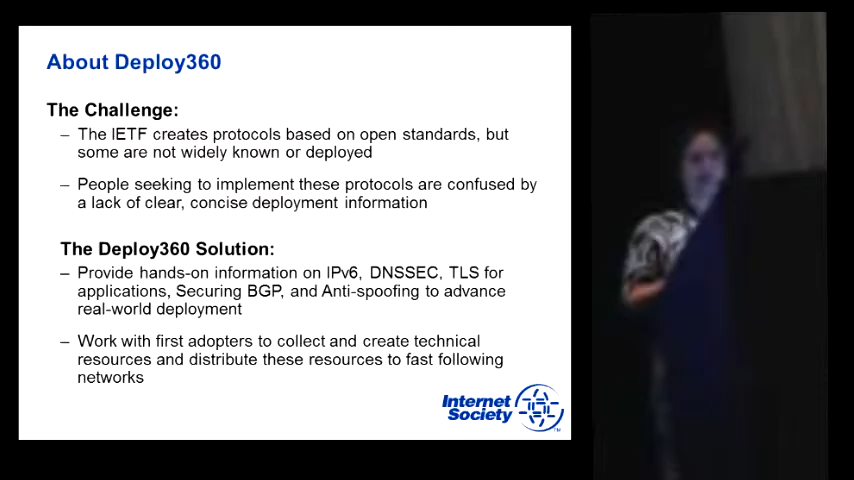 About Deploy360
The Challenge:
– The IETF creates protocols based on open standards, but
some are not widely known or deployed
– People seeking to implement these protocols are confused by
a lack of clear, concise deployment information
The Deploy360 Solution:
– Provide hands-on information on IPv6, DNSSEC, TLS for
applications, Securing BGP, and Anti-spoofing to advance
real-world deployment
– Work with first adopters to collect and create technical
resources and distribute these resources to fast following
networks
Internet
Society
TM